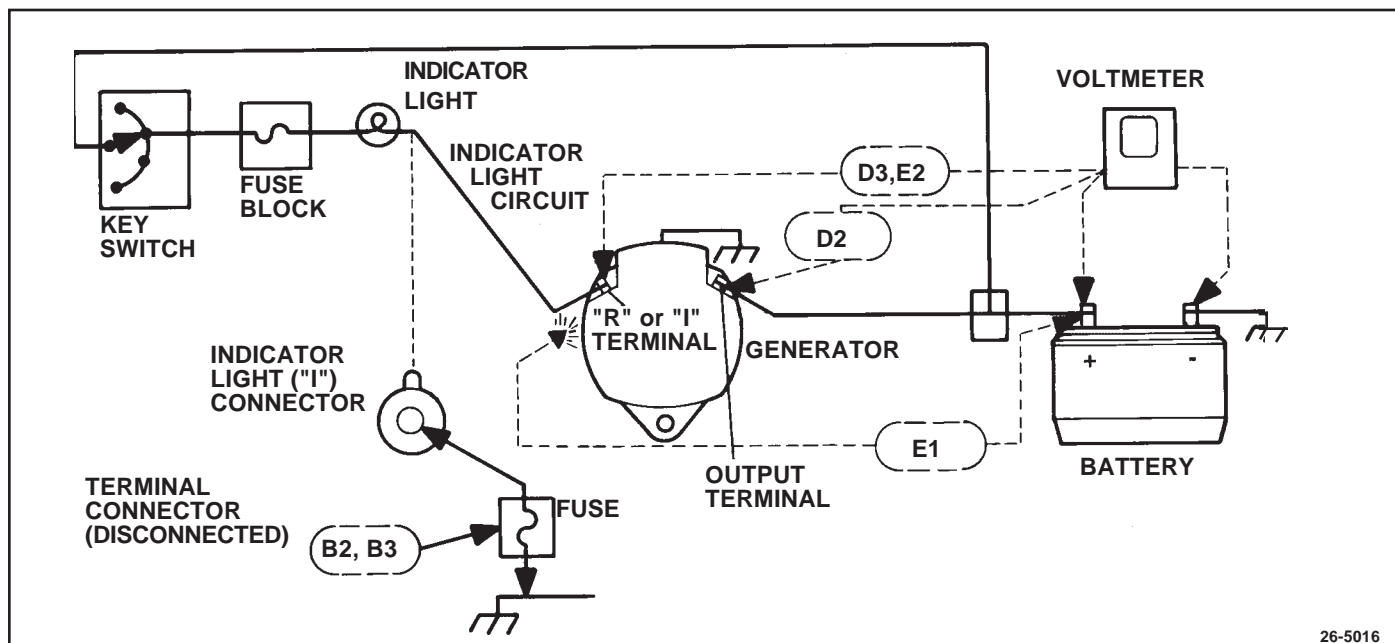 INDICATOR
LIGHT
VOLTMETER
KEY
SWITCH
FUSE
BLOCK
INDICATOR
LIGHT
CIRCUIT
D3,E2
D2
"R" or "I"
TERMINAL
GENERATOR
INDICATOR
LIGHT ("I")
CONNECTOR
+
-
E1
BATTERY
OUTPUT
TERMINAL
TERMINAL
CONNECTOR
(DISCONNECTED)
FUSE
B2, B3
26-5016